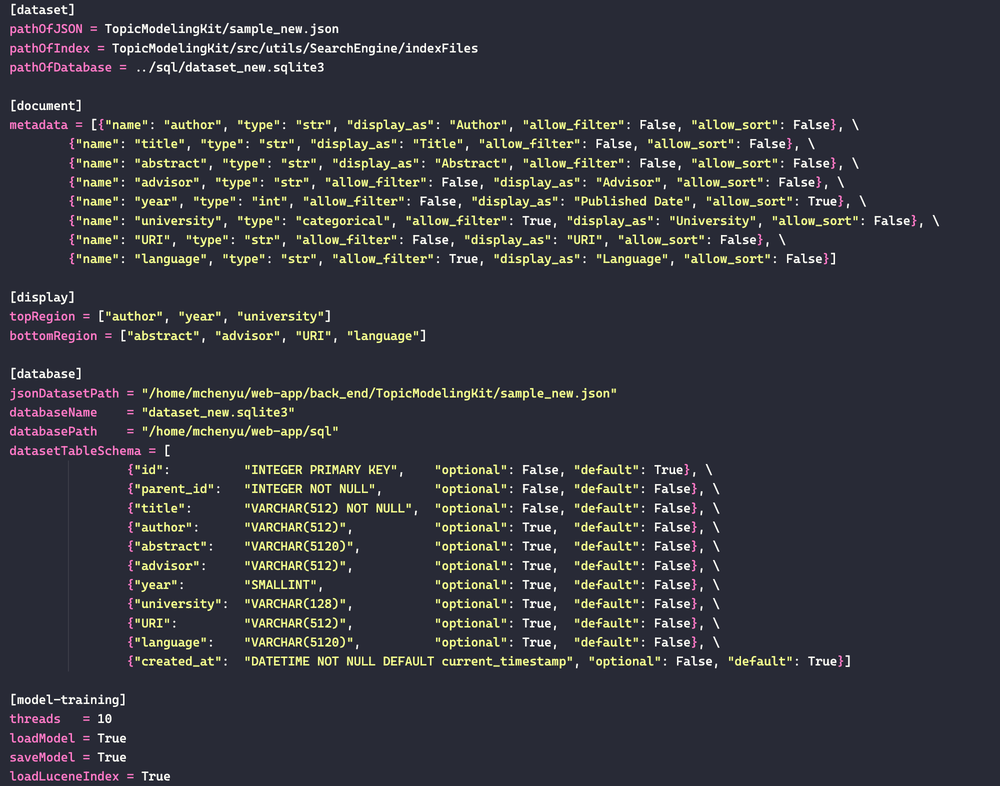 [dataset]
pathOfJSON = TopicModelingKit/sample_new.json
pathOfIndex = TopicModelingKit/src/utils/SearchEngine/indexFiles
pathOfDatabase = ../sql/dataset_new.sqlite3

[document]
metadata = [{"name": "author", "type": "str", "display_as": "Author", "allow_filter": False, "allow_sort": False}, \
        {"name": "title", "type": "str", "display_as": "Title", "allow_filter": False, "allow_sort": False}, \
        {"name": "abstract", "type": "str", "display_as": "Abstract", "allow_filter": False, "allow_sort": False}, \
        {"name": "advisor", "type": "str", "allow_filter": False, "display_as": "Advisor", "allow_sort": False}, \
        {"name": "year", "type": "int", "allow_filter": False, "display_as": "Published Date", "allow_sort": True}, \
        {"name": "university", "type": "categorical", "allow_filter": True, "display_as": "University", "allow_sort": False}, \
        {"name": "URI", "type": "str", "allow_filter": False, "display_as": "URI", "allow_sort": False}, \
        {"name": "language", "type": "str", "allow_filter": True, "display_as": "Language", "allow_sort": False}]

[display]
topRegion = ["author", "year", "university"]
bottomRegion = ["abstract", "advisor", "URI", "language"]

[database]
jsonDatasetPath = "/home/mchenyu/web-app/back_end/TopicModelingKit/sample_new.json"
databaseName    = "dataset_new.sqlite3"
databasePath    = "/home/mchenyu/web-app/sql"
datasetTableSchema = [
                {"id":          "INTEGER PRIMARY KEY",    "optional": False, "default": True}, \
                {"parent_id":   "INTEGER NOT NULL",       "optional": False, "default": False}, \
                {"title":       "VARCHAR(512) NOT NULL",  "optional": False, "default": False}, \
                {"author":      "VARCHAR(512)",           "optional": True,  "default": False}, \
                {"abstract":    "VARCHAR(5120)",          "optional": True,  "default": False}, \
                {"advisor":     "VARCHAR(512)",           "optional": True,  "default": False}, \
                {"year":        "SMALLINT",               "optional": True,  "default": False}, \
                {"university":  "VARCHAR(128)",           "optional": True,  "default": False}, \
                {"URI":         "VARCHAR(512)",           "optional": True,  "default": False}, \
                {"language":    "VARCHAR(5120)",          "optional": True,  "default": False}, \
                {"created_at":  "DATETIME NOT NULL DEFAULT current_timestamp", "optional": False, "default": True}]

[model-training]
threads   = 10
loadModel = True
saveModel = True
loadLuceneIndex = True